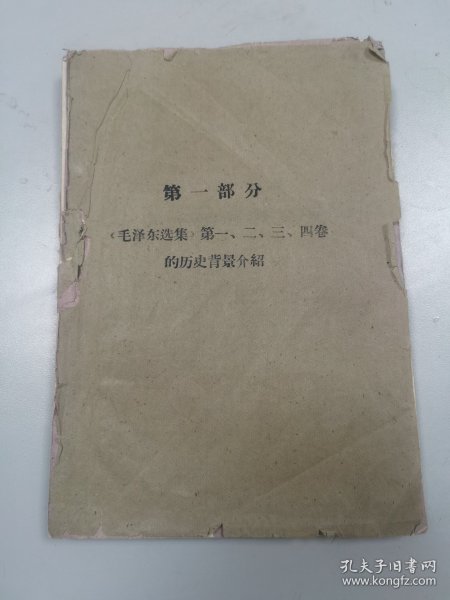 第一部分
《毛泽东选集》第一、二、三、四卷
的历史背景介紹
孔夫子旧书网
www.kongfz.com